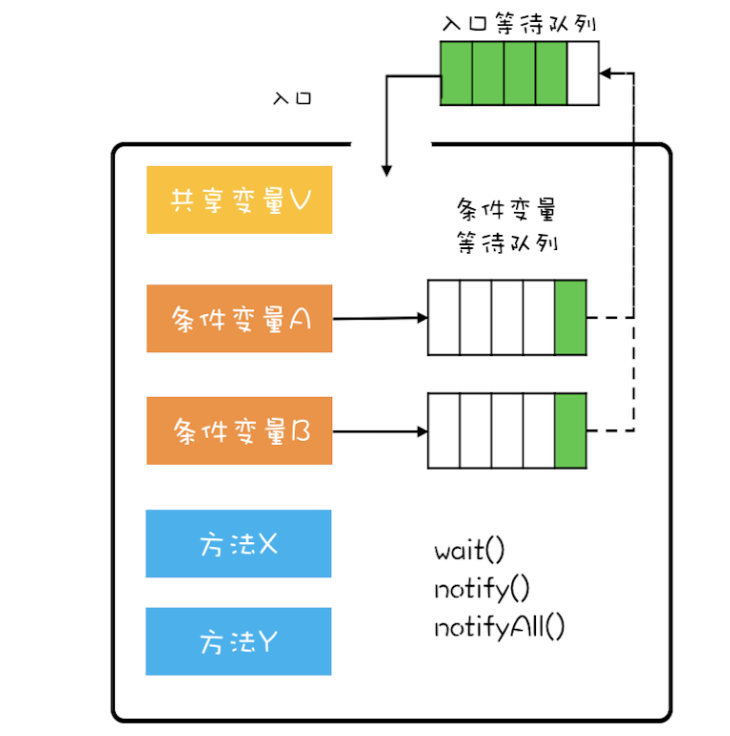 入口等待队列
入口
共享变量V
条件变量
等待队列
条件变量A
条件变量B
方法X
wait()
notify()
notifyAll()
方法Y